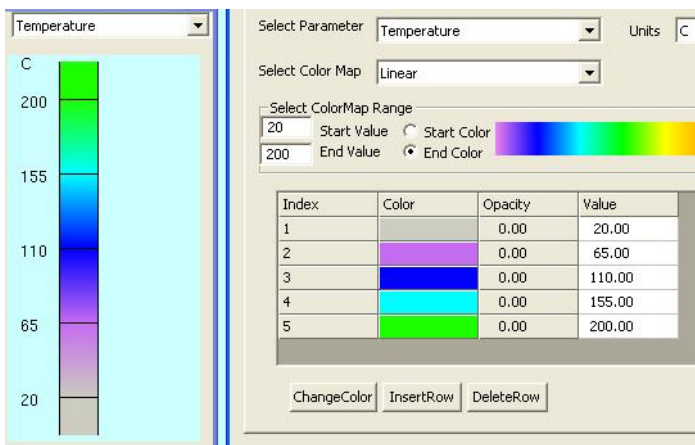 Temperature
C
200
155
110
65
20
Select Parameter Temperature Units C
Select Color Map Linear
Select ColorMap Range
20 Start Value Start Color
200 End Value End Color
Index Color Opacity Value
1 0.00 20.00
2 0.00 65.00
3 0.00 110.00
4 0.00 155.00
5 0.00 200.00
ChangeColor InsertRow DeleteRow